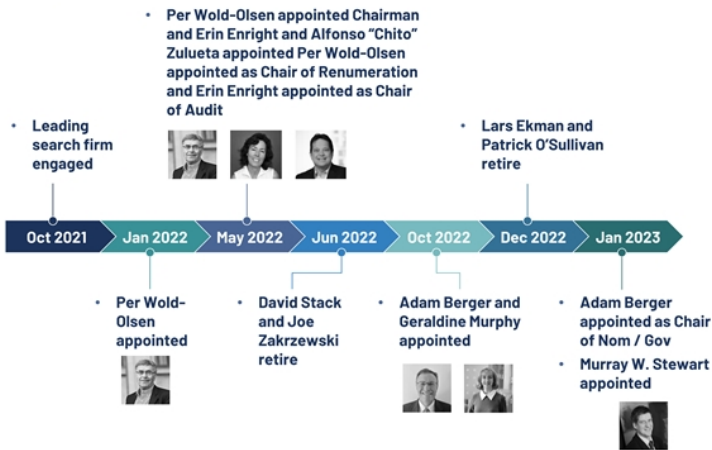 • Per Wold-Olsen appointed Chairman
and Erin Enright and Alfonso “Chito”
Zulueta appointed Per Wold-Olsen
appointed as Chair of Renumeration
and Erin Enright appointed as Chair
of Audit
• Leading
search firm
engaged
• Lars Ekman and
Patrick O’Sullivan
retire
Oct 2021
Jan 2022
May 2022
Jun 2022
Oct 2022
Dec 2022
Jan 2023
• Per Wold-
Olsen
appointed
• David Stack
and Joe
Zakrzewski
retire
• Adam Berger and
Geraldine Murphy
appointed
• Adam Berger
appointed as Chair
of Nom / Gov
• Murray W. Stewart
appointed